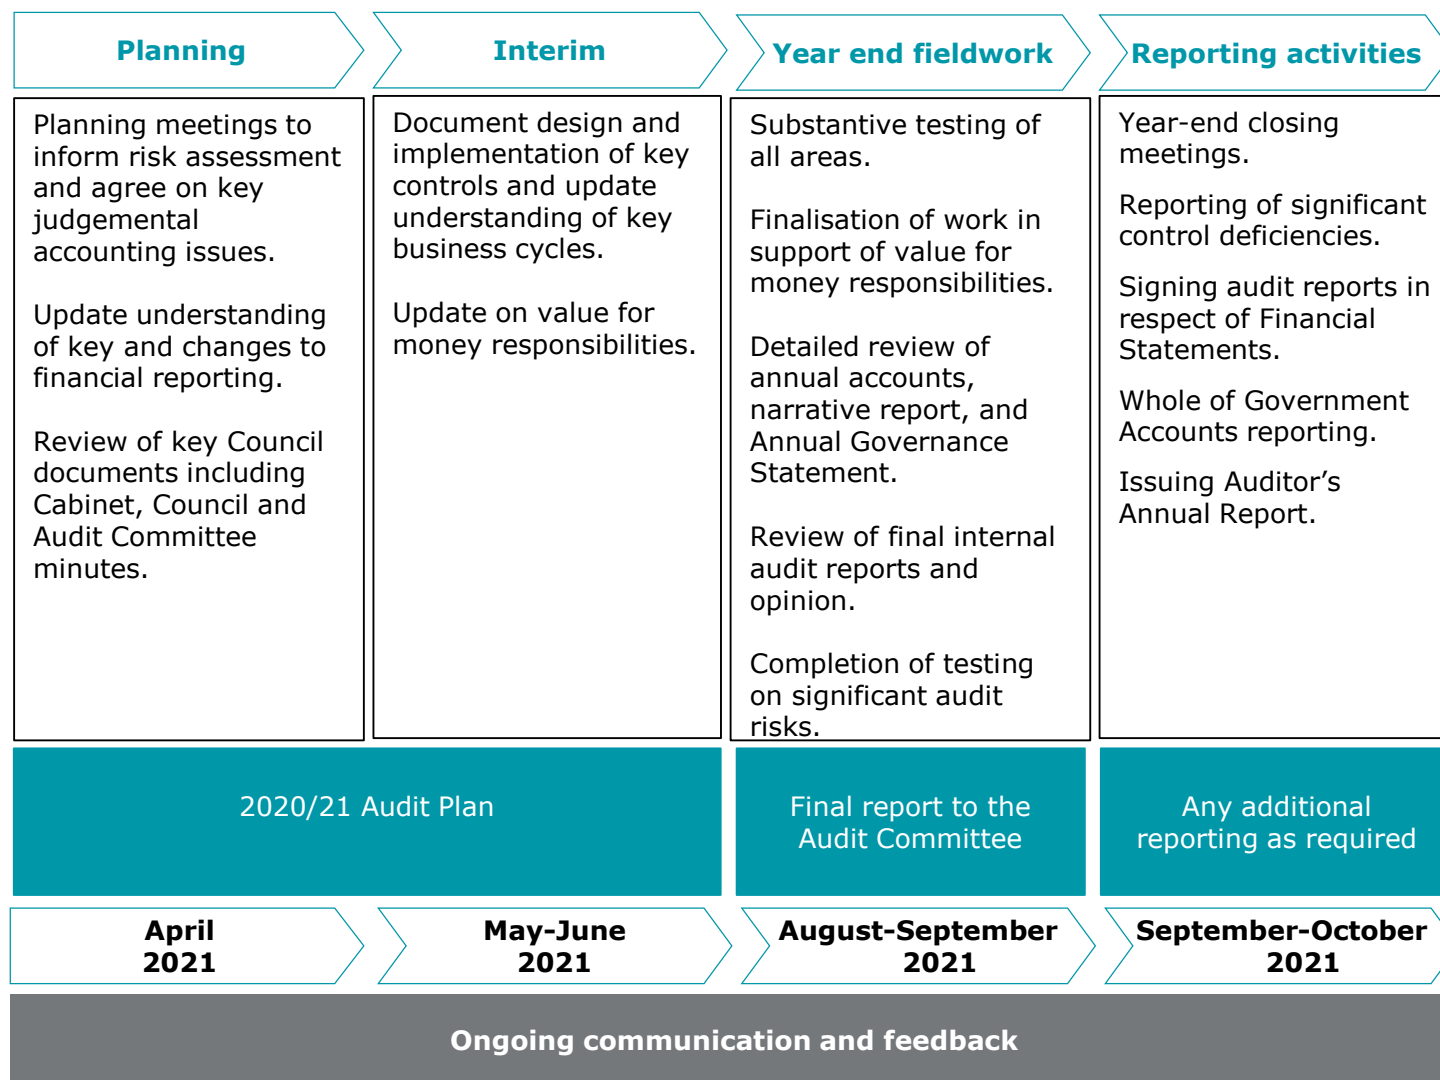 Planning
Interim
Year end fieldwork
Reporting activities
Planning meetings to
inform risk assessment
and agree on key
judgemental
accounting issues.
Update understanding
of key and changes to
financial reporting.
Review of key Council
documents including
Cabinet, Council and
Audit Committee
minutes.
Document design and
implementation of key
controls and update
understanding of key
business cycles.
Update on value for
money responsibilities.
Substantive testing of
all areas.
Finalisation of work in
support of value for
money responsibilities.
Detailed review of
annual accounts,
narrative report, and
Annual Governance
Statement.
Review of final internal
audit reports and
opinion.
Completion of testing
on significant audit
risks.
Year-end closing
meetings.
Reporting of significant
control deficiencies.
Signing audit reports in
respect of Financial
Statements.
Whole of Government
Accounts reporting.
Issuing Auditor’s
Annual Report.
2020/21 Audit Plan
Final report to the
Audit Committee
Any additional
reporting as required
April
2021
May-June
2021
August-September
2021
September-October
2021
Ongoing communication and feedback